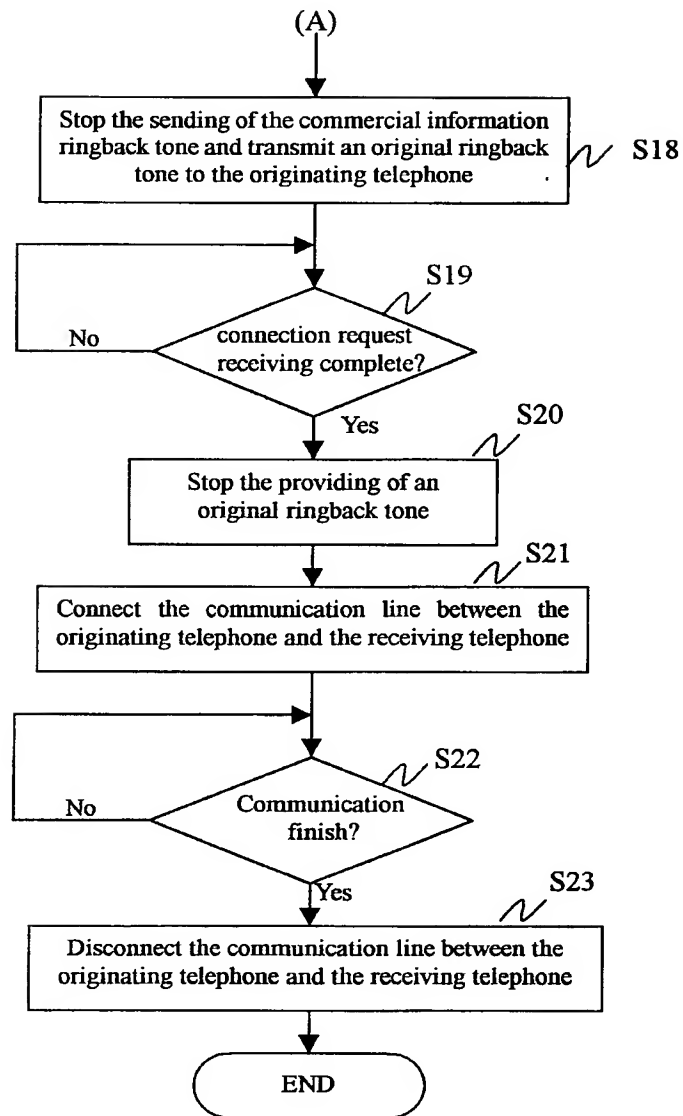 (A)
Stop the sending of the commercial information
ringback tone and transmit an original ringback
tone to the originating telephone
S18
S19
connection request
receiving complete?
No
Yes
S20
Stop the providing of an
original ringback tone
S21
Connect the communication line between the
originating telephone and the receiving telephone
S22
Communication
finish?
No
Yes
S23
Disconnect the communication line between the
originating telephone and the receiving telephone
END